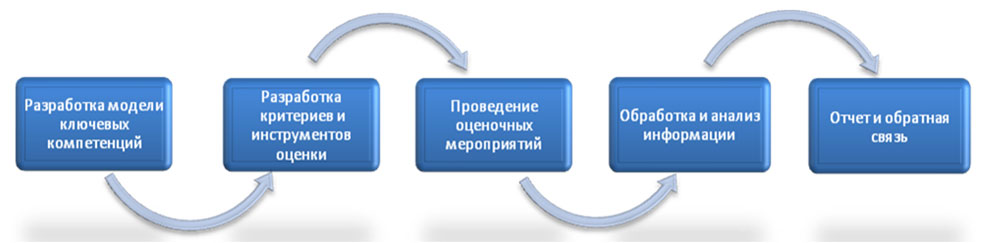 Разработка модели
ключевых
компетенций
Разработка
критериев и
инструментов
оценки
Проведение
оценочных
мероприятий
Обработка и анализ
информации
Отчет и обратная
связь